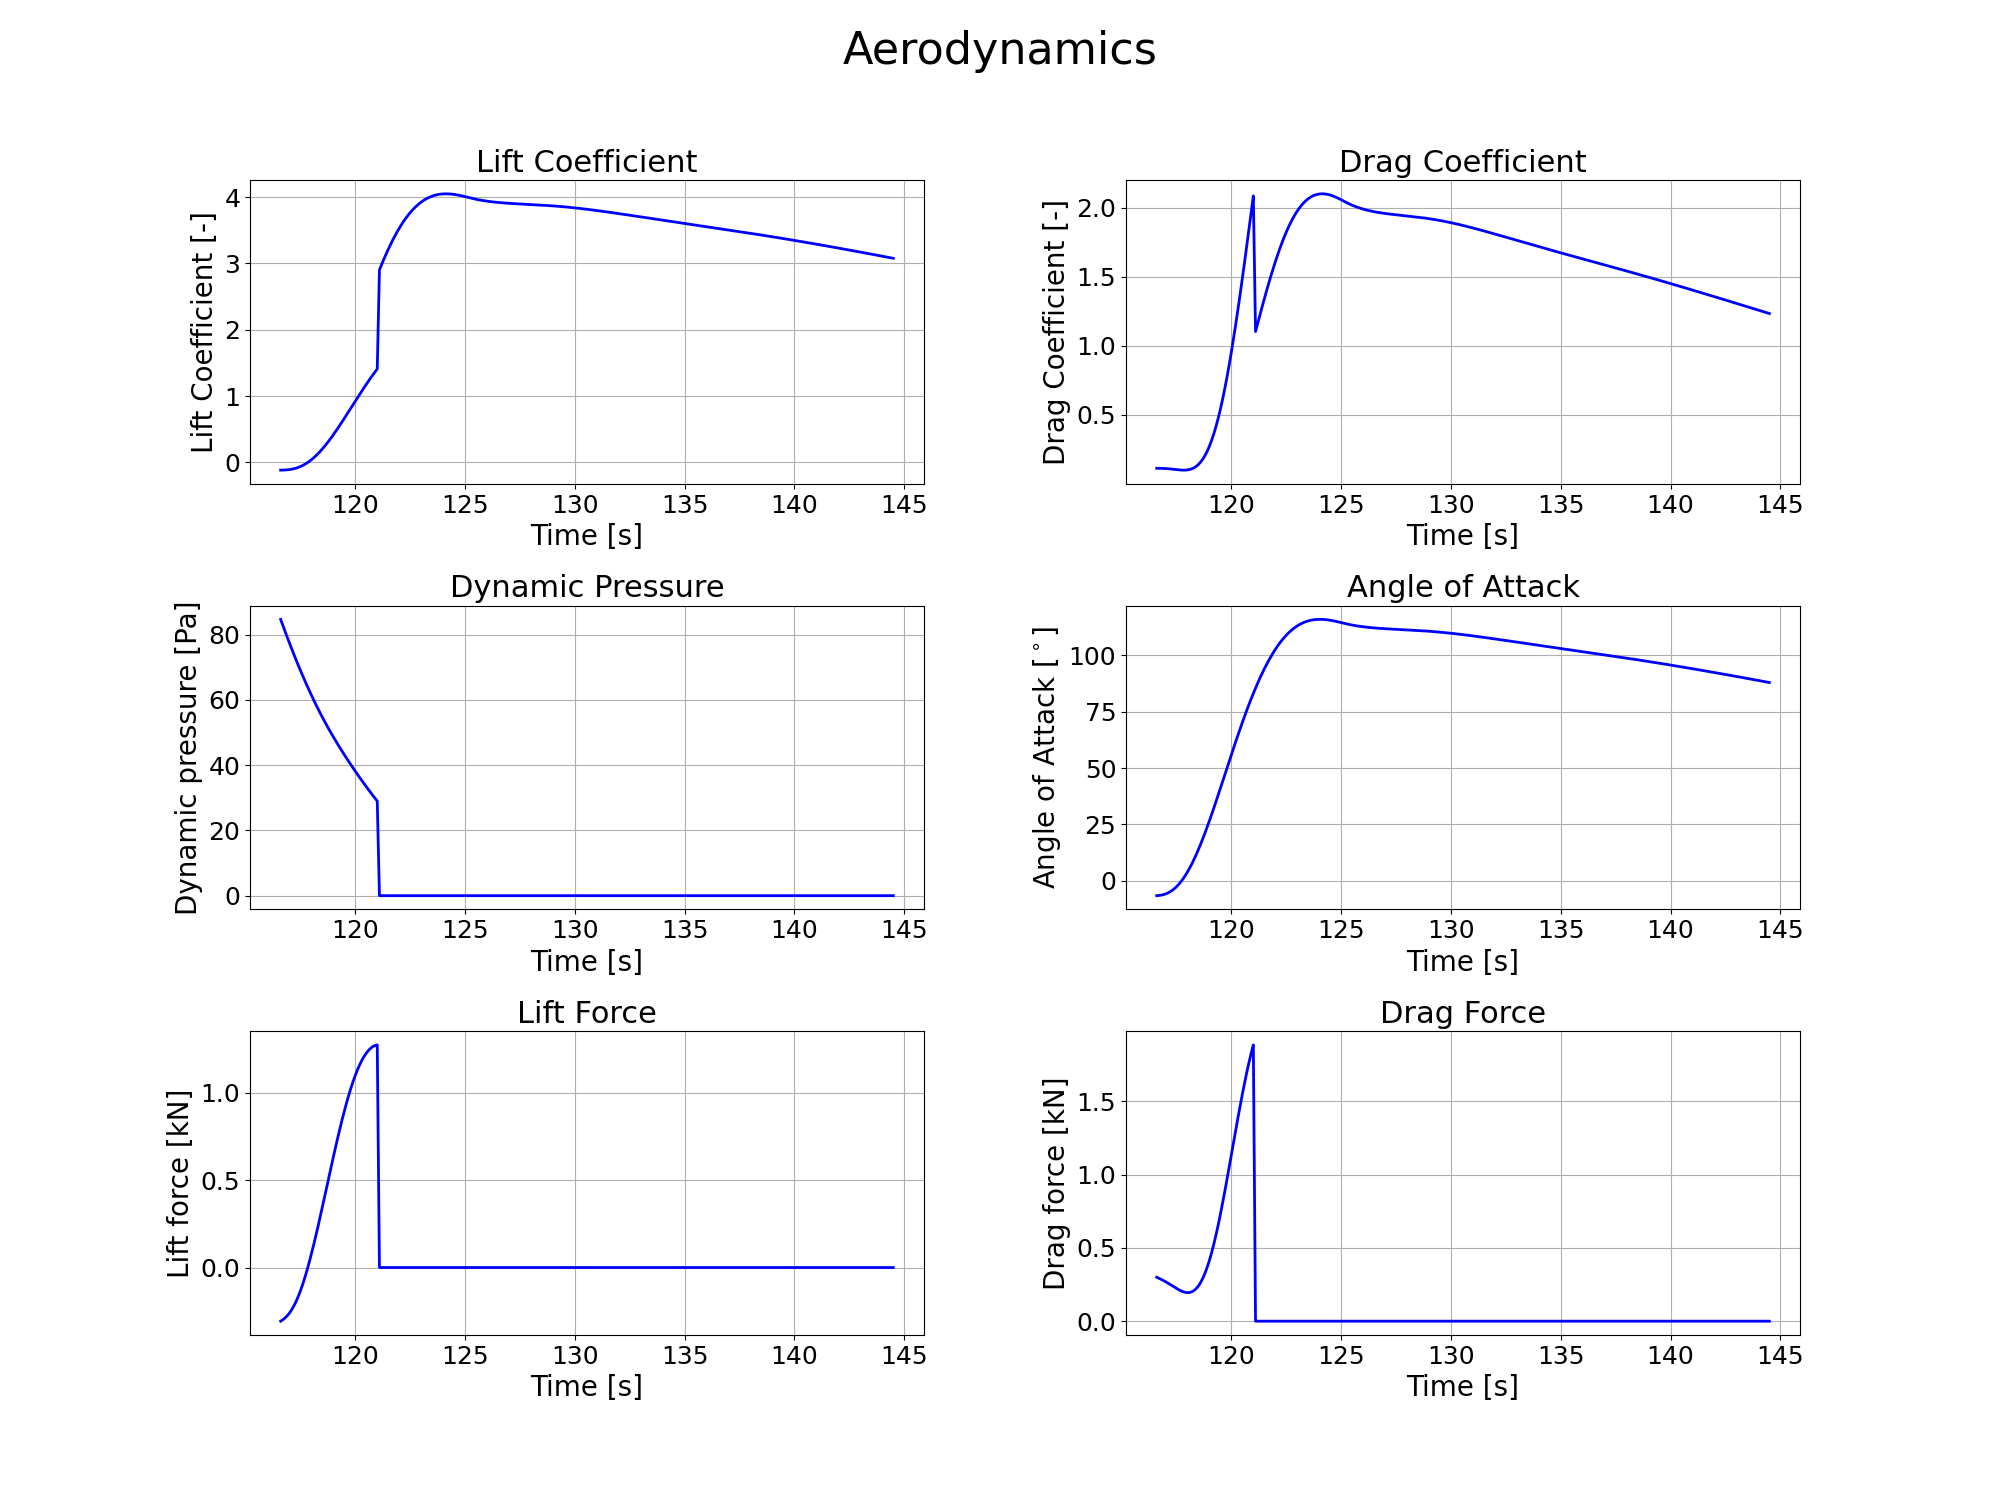 Aerodynamics
Lift Coefficient
Lift Coefficient [-]
4
3
2
1
0
120 125 130 135 140 145
Time [s]
Drag Coefficient
Drag Coefficient [-]
2.0
1.5
1.0
0.5
120 125 130 135 140 145
Time [s]
Dynamic Pressure
Dynamic pressure [Pa]
80
60
40
20
0
120 125 130 135 140 145
Time [s]
Angle of Attack
Angle of Attack [°]
100
75
50
25
0
120 125 130 135 140 145
Time [s]
Lift Force
Lift force [kN]
1.0
0.5
0.0
120 125 130 135 140 145
Time [s]
Drag Force
Drag force [kN]
1.5
1.0
0.5
0.0
120 125 130 135 140 145
Time [s]